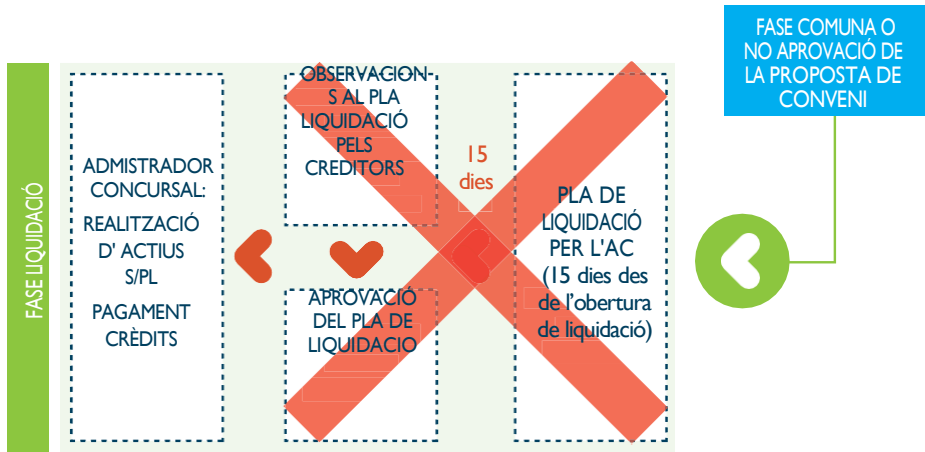 FASE COMUNA O
NO APROVACIÓ DE
LA PROPOSTA DE
CONVENI
FASE LIQUIDACIÓ
ADMISTRADOR
CONCURSAL:
REALITZACIÓ
D' ACTIUS
S/PL
PAGAMENT
CRÈDITS
OBSERVACION-
S AL PLA
LIQUIDACIÓ
PELS
CREDITORS
APROVACIÓ
DEL PLA DE
LIQUIDACIO
15
dies
PLA DE
LIQUIDACIÓ
PER L'AC
(15 dies des
de l’obertura
de liquidació)